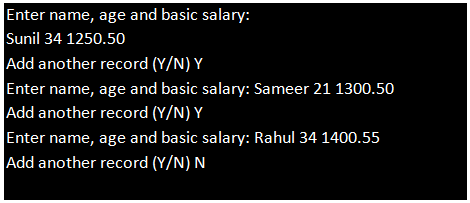 Enter name, age and basic salary:
Sunil 34 1250.50
Add another record (Y/N) Y
Enter name, age and basic salary: Sameer 21 1300.50
Add another record (Y/N) Y
Enter name, age and basic salary: Rahul 34 1400.55
Add another record (Y/N) N